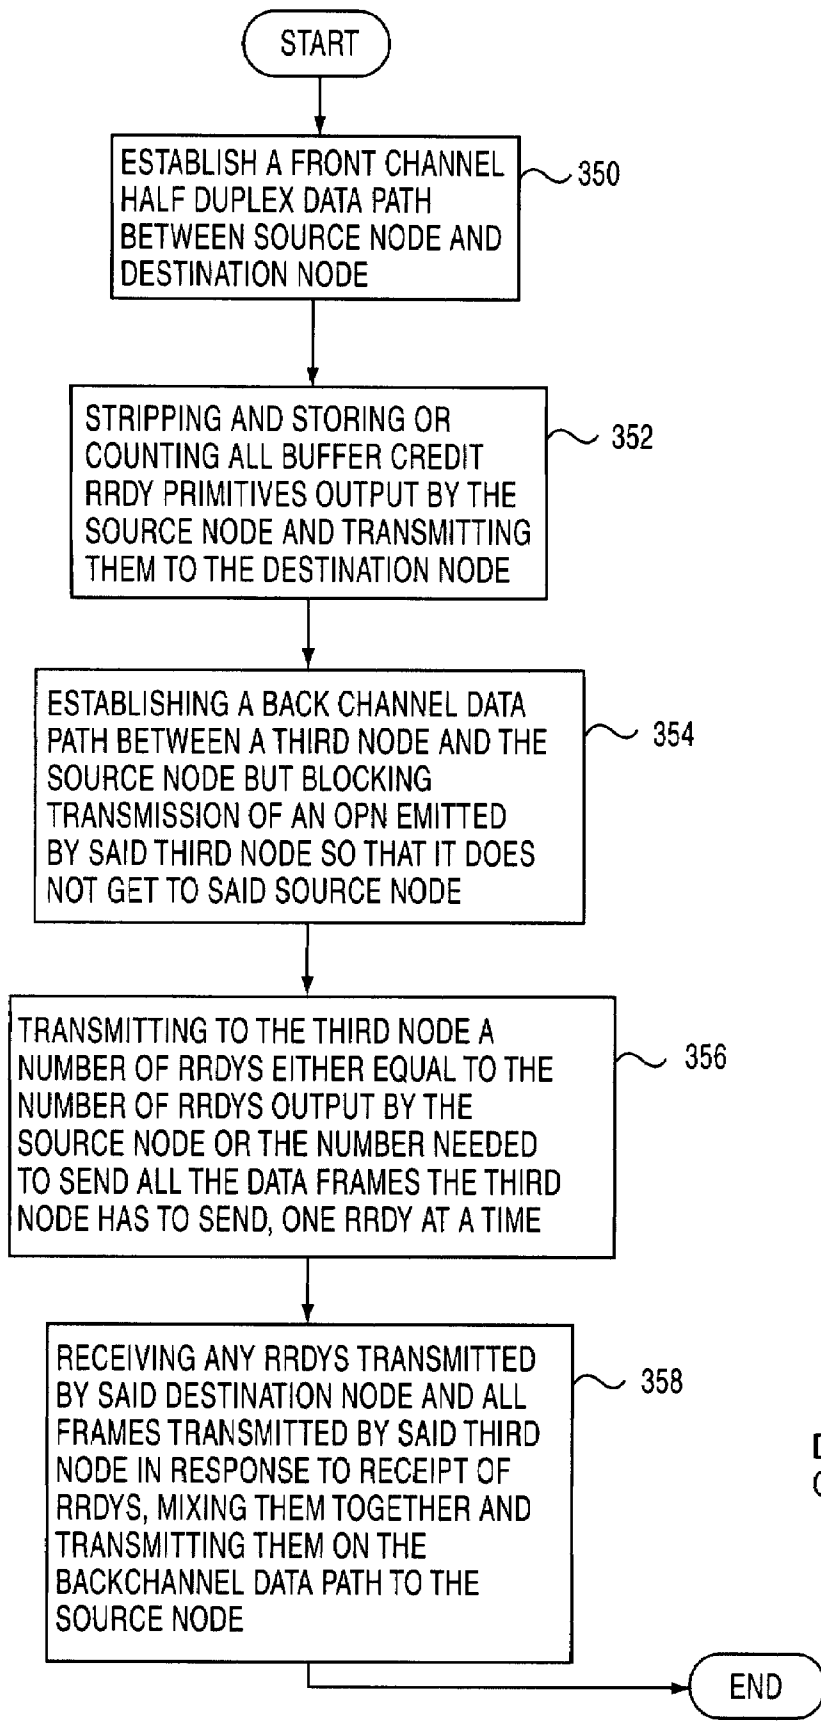 START
ESTABLISH A FRONT CHANNEL
HALF DUPLEX DATA PATH
BETWEEN SOURCE NODE AND
DESTINATION NODE
350
STRIPPING AND STORING OR
COUNTING ALL BUFFER CREDIT
RRDY PRIMITIVES OUTPUT BY THE
SOURCE NODE AND TRANSMITTING
THEM TO THE DESTINATION NODE
352
ESTABLISHING A BACK CHANNEL DATA
PATH BETWEEN A THIRD NODE AND THE
SOURCE NODE BUT BLOCKING
TRANSMISSION OF AN OPN EMITTED
BY SAID THIRD NODE SO THAT IT DOES
NOT GET TO SAID SOURCE NODE
354
TRANSMITTING TO THE THIRD NODE A
NUMBER OF RRDYS EITHER EQUAL TO THE
NUMBER OF RRDYS OUTPUT BY THE
SOURCE NODE OR THE NUMBER NEEDED
TO SEND ALL THE DATA FRAMES THE THIRD
NODE HAS TO SEND, ONE RRDY AT A TIME
356
RECEIVING ANY RRDYS TRANSMITTED
BY SAID DESTINATION NODE AND ALL
FRAMES TRANSMITTED BY SAID THIRD
NODE IN RESPONSE TO RECEIPT OF
RRDYS, MIXING THEM TOGETHER AND
TRANSMITTING THEM ON THE
BACKCHANNEL DATA PATH TO THE
SOURCE NODE
358
END